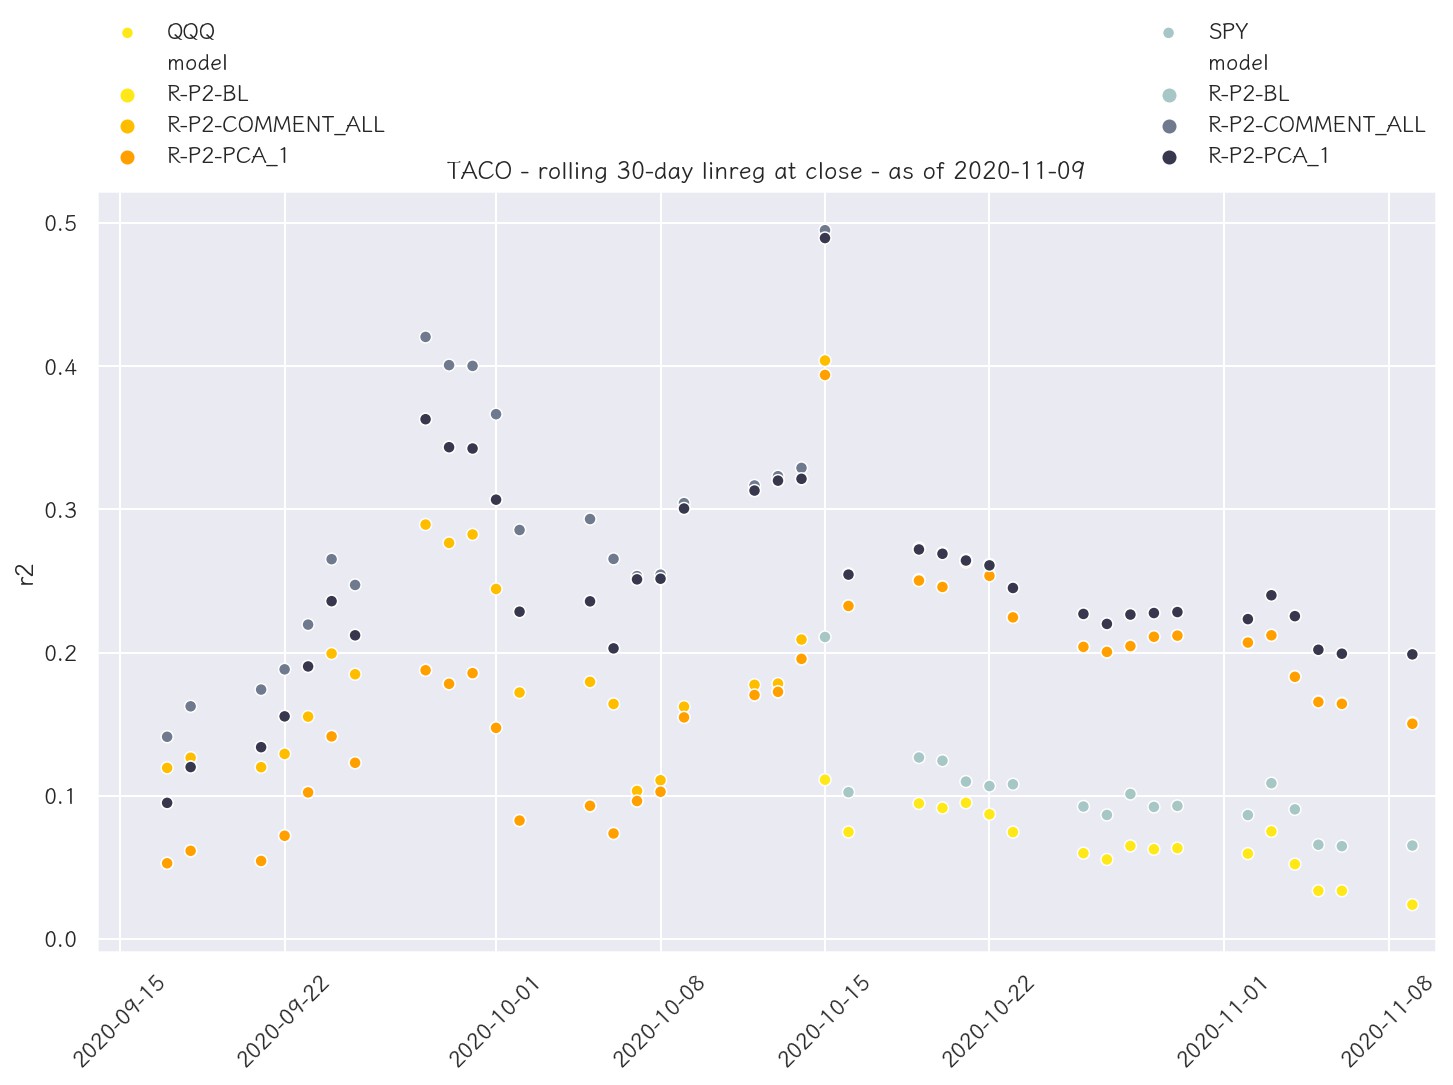 QQQ
model
R-P2-BL
R-P2-COMMENT_ALL
R-P2-PCA_1
SPY
model
R-P2-BL
R-P2-COMMENT_ALL
R-P2-PCA_1
TACO - rolling 30-day linreg at close - as of 2020-11-09
0.5
0.4
0.3
0.2
0.1
0.0
r2
2020-09-15
2020-09-22
2020-10-01
2020-10-08
2020-10-15
2020-10-22
2020-11-01
2020-11-08